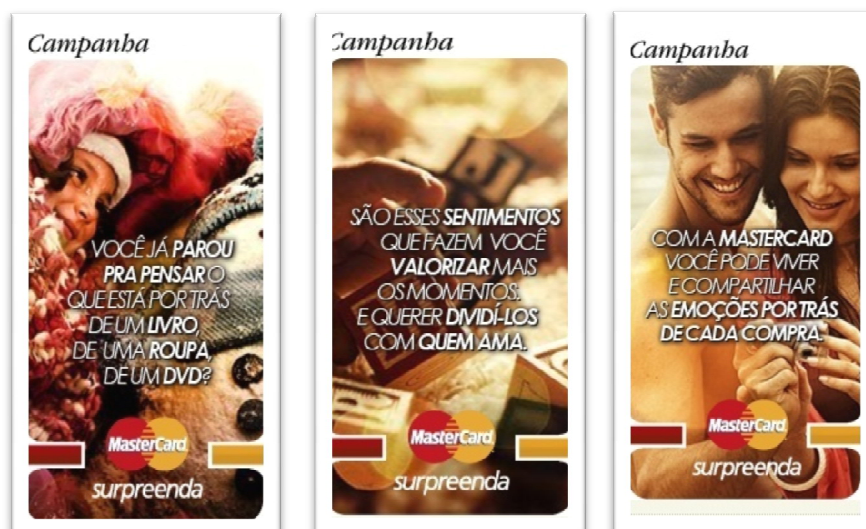 Campanha
VOCÊ JÁ PAROU
PRA PENSAR O
QUE ESTÁ POR TRÁS
DE UM LIVRO,
DE UMA ROUPA,
DE UM DVD?
MasterCard
surpreenda
Campanha
SÃO ESSES SENTIMENTOS
QUE FAZEM VOCÊ
VALORIZAR MAIS
OS MOMENTOS.
E QUERER DIVIDÍ-LOS
COM QUEM AMA.
MasterCard
surpreenda
Campanha
COM A MASTERCARD
VOCÊ PODE VIVER
E COMPARTILHAR
AS EMOÇÕES POR TRÁS
DE CADA COMPRA.
MasterCard
surpreenda